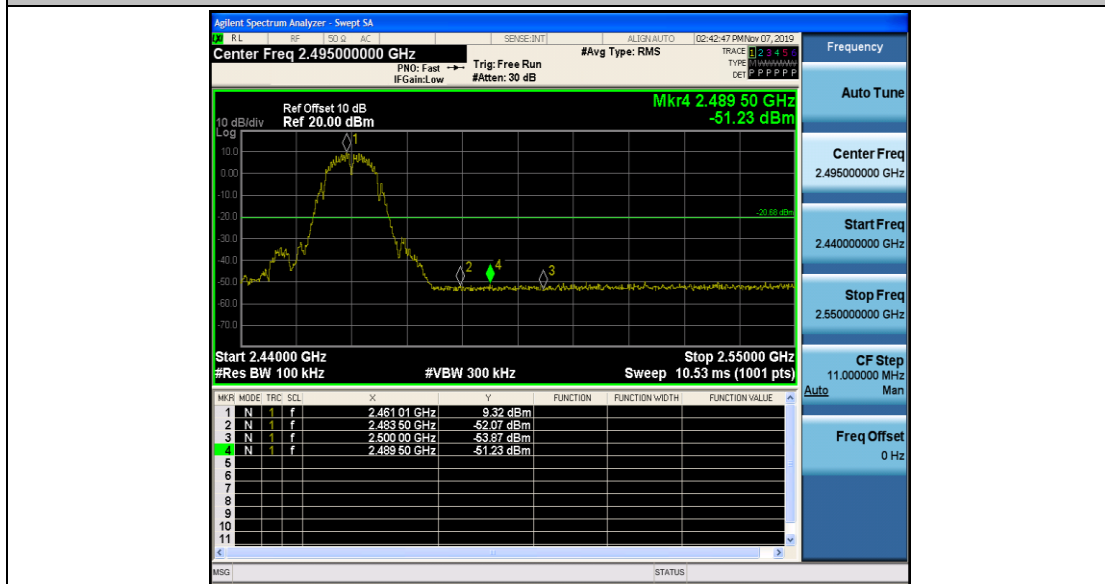 Agilent Spectrum Analyzer - Swept SA
RL RF 50 Ω AC SENSE:INT ALIGN AUTO 02:42:47 PM Nov 07, 2019
Center Freq 2.495000000 GHz
PNO: Fast
IFGain:Low
Trig: Free Run
#Atten: 30 dB
#Avg Type: RMS
TRACE 1 2 3 4 5 6
TYPE M
DET P P P P P P
Mkr4 2.489 50 GHz
-51.23 dBm
Ref Offset 10 dB
10 dB/div Ref 20.00 dBm
Log
10.0
0.00
-10.0
-20.0
-30.0
-40.0
-50.0
-60.0
-70.0
1
2
4
3
-20.68 dBm
Start 2.44000 GHz Stop 2.55000 GHz
#Res BW 100 kHz #VBW 300 kHz Sweep 10.53 ms (1001 pts)
MKR MODE TRC SCL X Y FUNCTION FUNCTION WIDTH FUNCTION VALUE
1 N 1 f 2.461 01 GHz 9.32 dBm
2 N 1 f 2.483 50 GHz -52.07 dBm
3 N 1 f 2.500 00 GHz -53.87 dBm
4 N 1 f 2.489 50 GHz -51.23 dBm
5
6
7
8
9
10
11
MSG STATUS
Frequency
Auto Tune
Center Freq
2.495000000 GHz
Start Freq
2.440000000 GHz
Stop Freq
2.550000000 GHz
CF Step
11.000000 MHz
Auto Man
Freq Offset
0 Hz